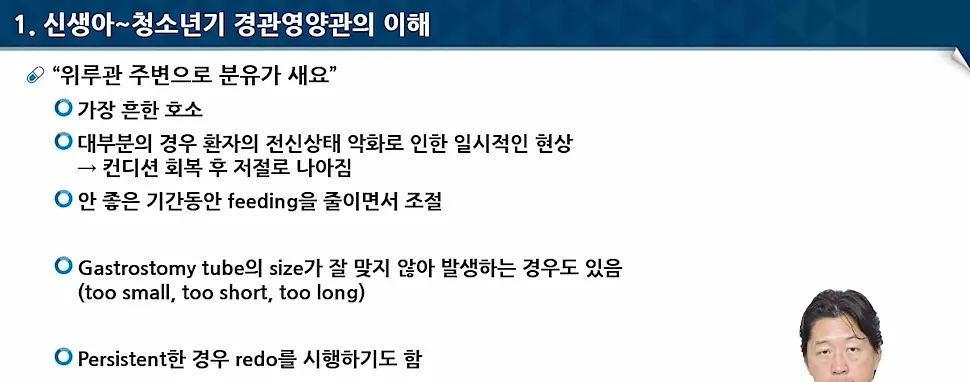 1. 신생아~청소년기 경관영양관의 이해
“위루관 주변으로 분유가 새요”
가장 흔한 호소
대부분의 경우 환자의 전신상태 악화로 인한 일시적인 현상
→ 컨디션 회복 후 저절로 나아짐
안 좋은 기간동안 feeding을 줄이면서 조절
Gastrostomy tube의 size가 잘 맞지 않아 발생하는 경우도 있음
(too small, too short, too long)
Persistent한 경우 redo를 시행하기도 함